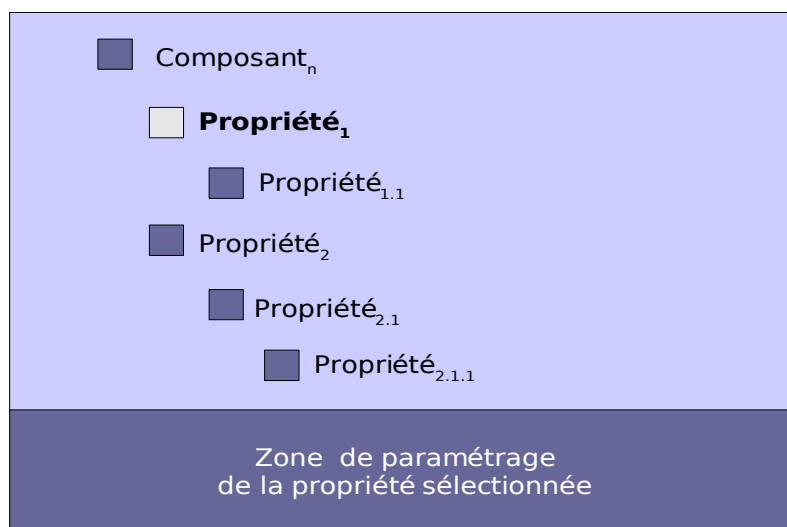 Composantₙ
Propriété₁
Propriété₁.₁
Propriété₂
Propriété₂.₁
Propriété₂.₁.₁
Zone de paramétrage
de la propriété sélectionnée